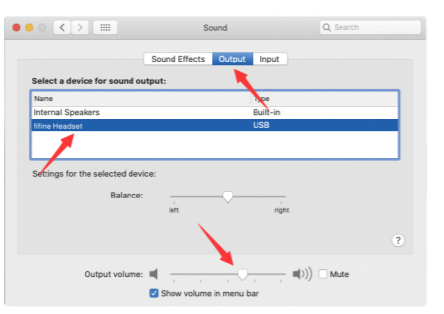 Sound
Search
Sound Effects Output Input
Select a device for sound output:
Name Type
Internal Speakers Built-in
fifine Headset USB
Settings for the selected device:
Balance:
left right
?
Output volume: Mute
Show volume in menu bar